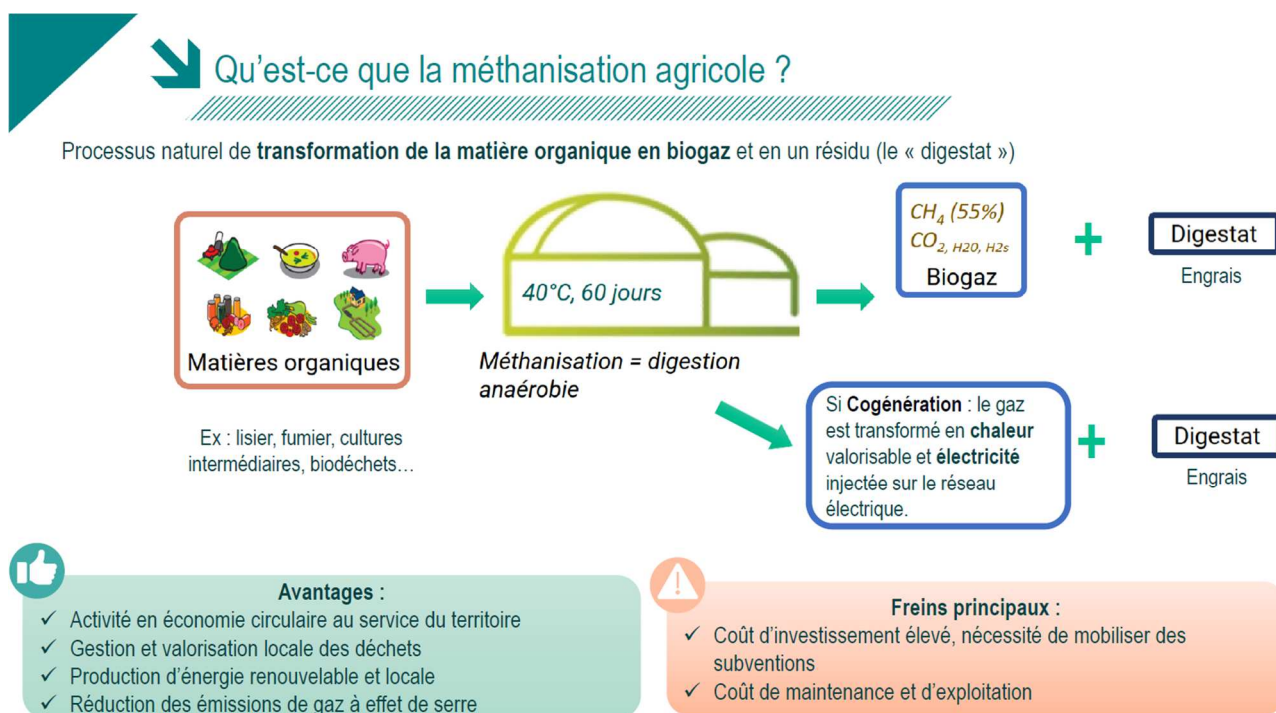 Qu'est-ce que la méthanisation agricole ?
Processus naturel de transformation de la matière organique en biogaz et en un résidu (le « digestat »)
Matières organiques
Ex : lisier, fumier, cultures
intermédiaires, biodéchets…
40°C, 60 jours
Méthanisation = digestion
anaérobie
CH4 (55%)
CO2, H20, H2s
Biogaz
+
Digestat
Engrais
Si Cogénération : le gaz
est transformé en chaleur
valorisable et électricité
injectée sur le réseau
électrique.
+
Digestat
Engrais
Avantages :
✓ Activité en économie circulaire au service du territoire
✓ Gestion et valorisation locale des déchets
✓ Production d'énergie renouvelable et locale
✓ Réduction des émissions de gaz à effet de serre
Freins principaux :
✓ Coût d'investissement élevé, nécessité de mobiliser des
subventions
✓ Coût de maintenance et d'exploitation